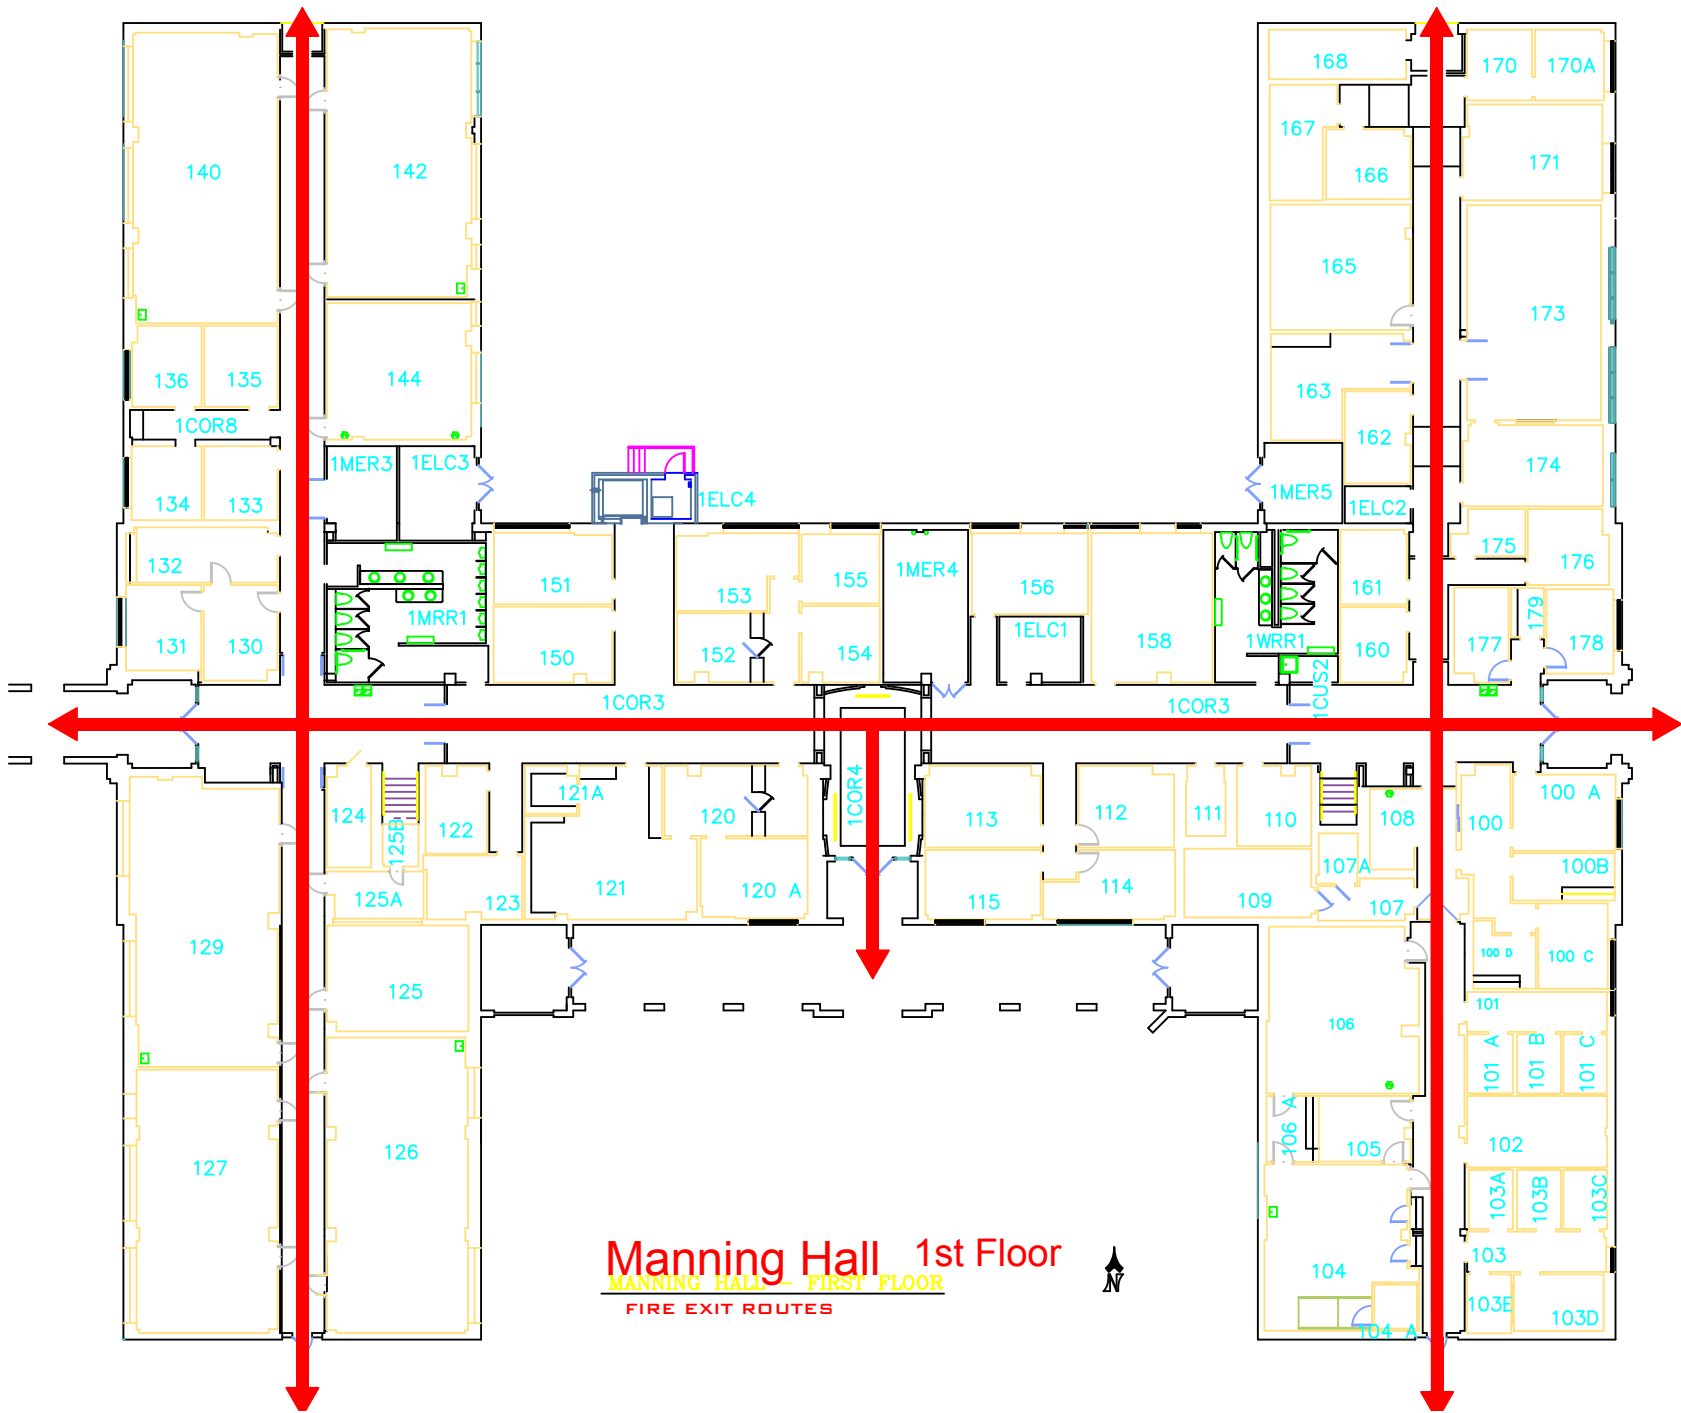 168
170
170A
167
140
142
166
171
165
173
136
135
144
163
1COR8
162
1MER3
1ELC3
174
134
133
1ELC4
1MER5
1ELC2
132
151
153
155
1MER4
156
161
175
176
1MRR1
1ELC1
179
131
130
150
152
154
158
1WRR1
160
177
178
1CUS2
1COR3
1COR3
1COR4
124
125B
122
121A
120
113
112
111
110
108
100
100 A
107A
100B
125A
123
121
120 A
115
114
109
107
129
125
100 D
100 C
101
106
101 A
101 B
101 C
106 A
105
102
127
126
103A
103B
103C
Manning Hall 1st Floor
MANNING HALL - FIRST FLOOR
FIRE EXIT ROUTES
N
104
103
103E
103D
104 A